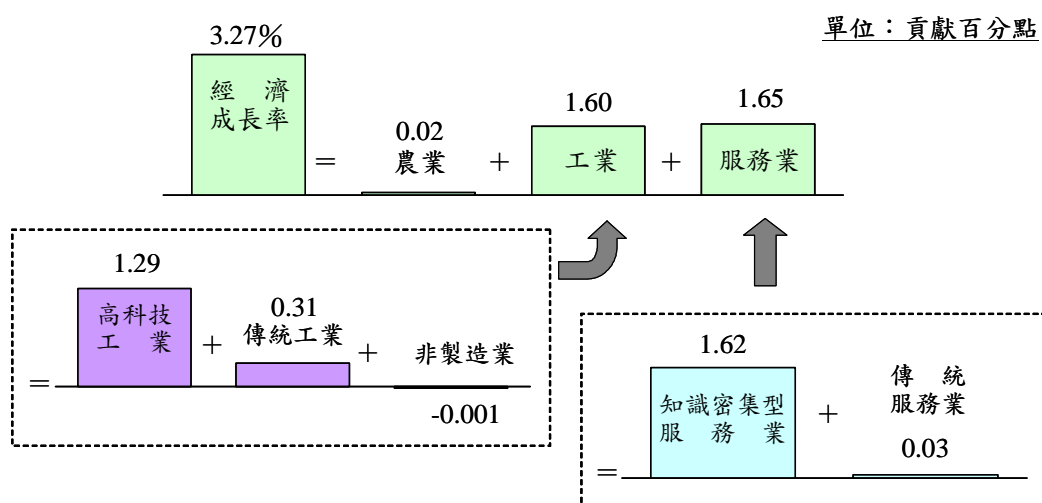 單位：貢獻百分點
3.27%
經 濟
成長率
=
0.02
農業
+
1.60
工業
+
1.65
服務業
=
1.29
高科技
工 業
+
0.31
傳統工業
+
非製造業
-0.001
=
1.62
知識密集型
服 務 業
+
傳 統
服務業
0.03